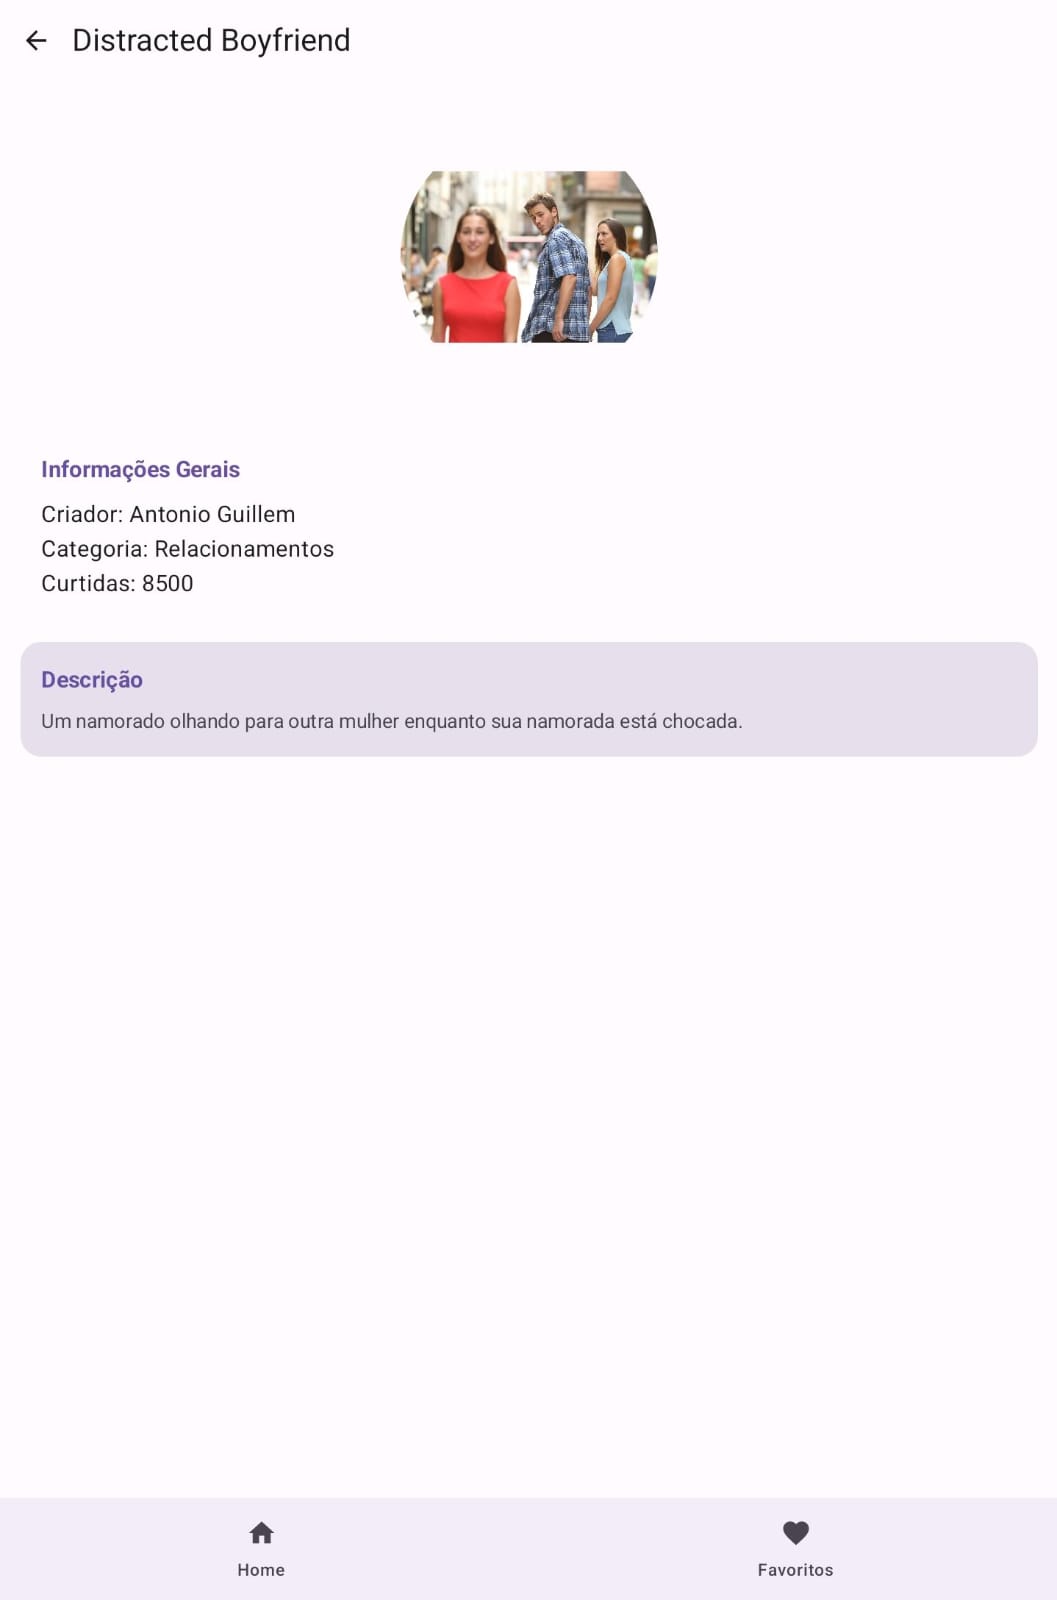 Distracted Boyfriend
Informações Gerais
Criador: Antonio Guillem
Categoria: Relacionamentos
Curtidas: 8500
Descrição
Um namorado olhando para outra mulher enquanto sua namorada está chocada.
Home
Favoritos